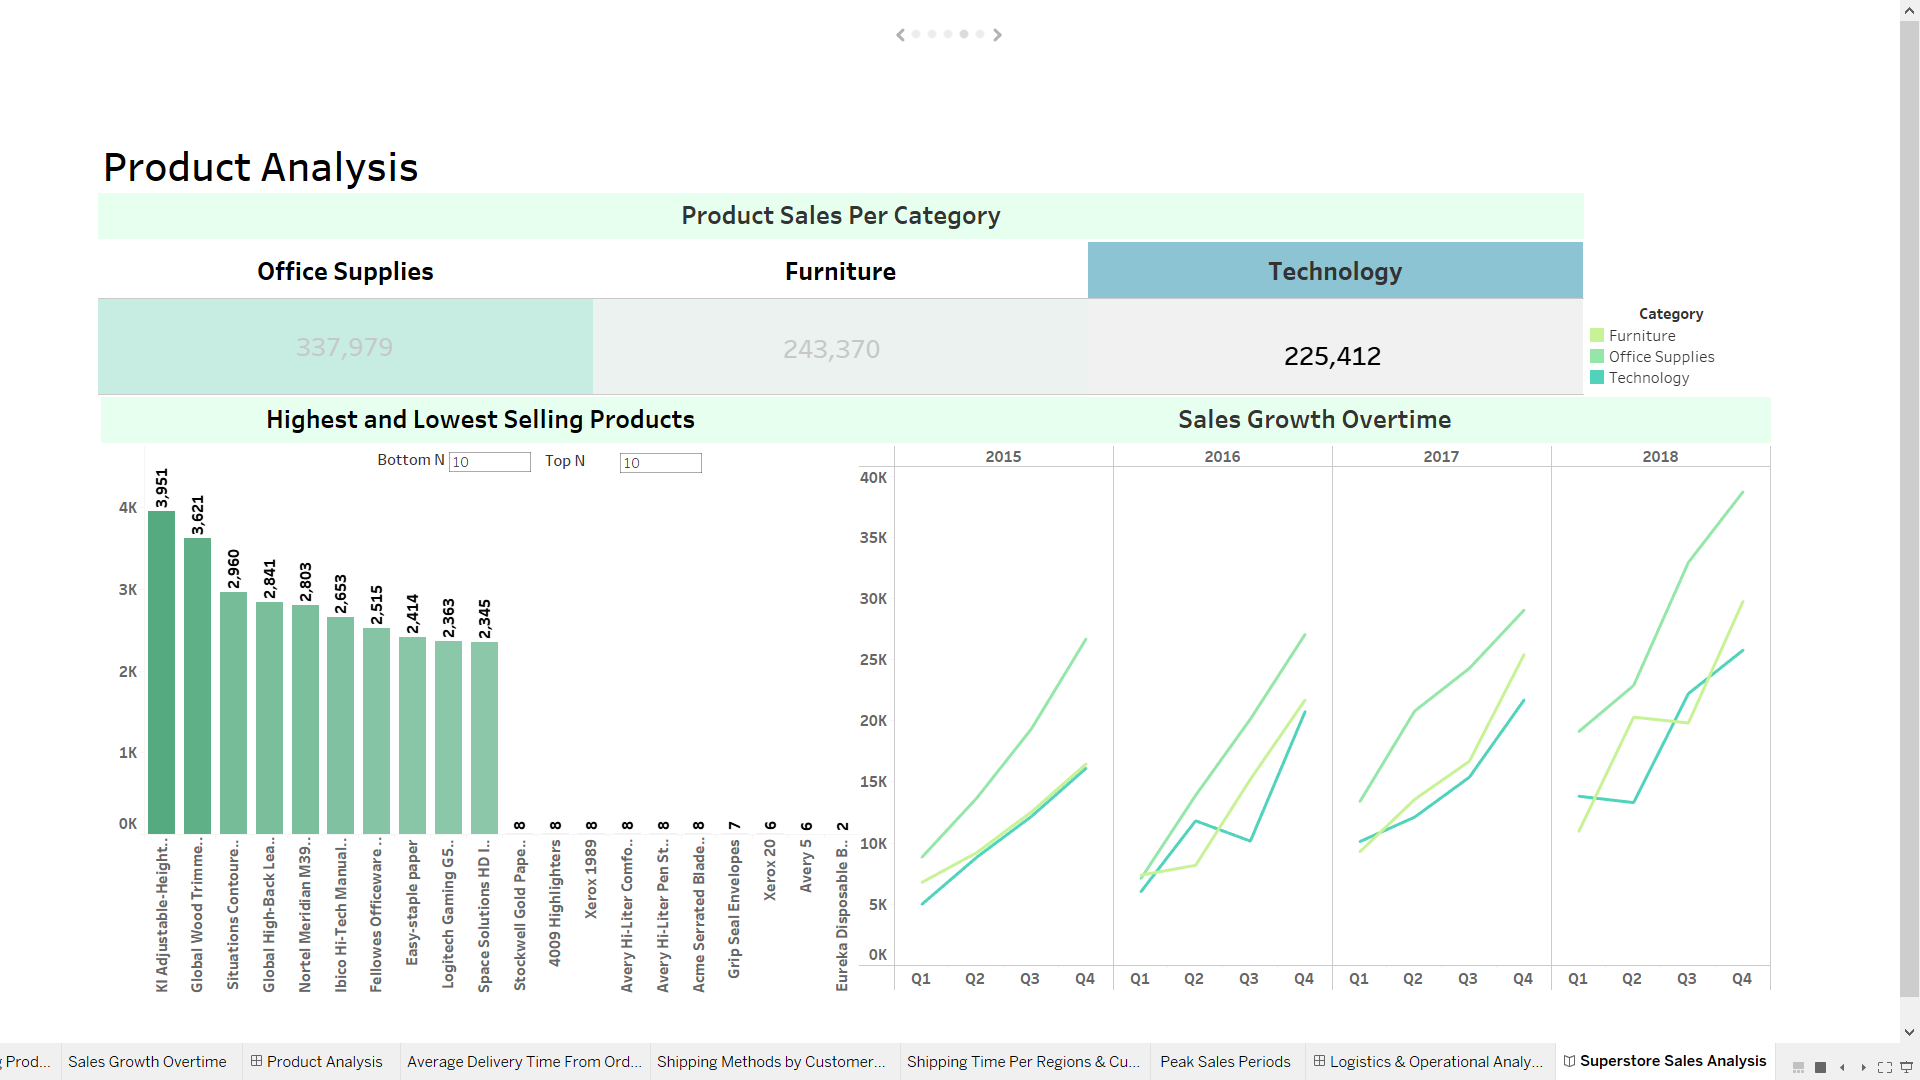 Product Analysis
Product Sales Per Category
Office Supplies
Furniture
Technology
337,979
243,370
225,412
Category
Furniture
Office Supplies
Technology
Highest and Lowest Selling Products
Sales Growth Overtime
Bottom N 10 Top N 10
4K
3K
2K
1K
0K
3,951
3,621
2,960
2,841
2,803
2,653
2,515
2,414
2,363
2,345
8
8
8
8
8
8
7
6
6
2
KI Adjustable-Height..
Global Wood Trimme..
Situations Contoure..
Global High-Back Lea..
Nortel Meridian M39..
Ibico Hi-Tech Manual..
Fellowes Officeware ..
Easy-staple paper
Logitech Gaming G5..
Space Solutions HD I..
Stockwell Gold Pape..
4009 Highlighters
Xerox 1989
Avery Hi-Liter Comfo..
Avery Hi-Liter Pen St..
Acme Serrated Blade..
Grip Seal Envelopes
Xerox 20
Avery 5
Eureka Disposable B..
2015 2016 2017 2018
40K
35K
30K
25K
20K
15K
10K
5K
0K
Q1 Q2 Q3 Q4 Q1 Q2 Q3 Q4 Q1 Q2 Q3 Q4 Q1 Q2 Q3 Q4
Prod... Sales Growth Overtime Product Analysis Average Delivery Time From Ord... Shipping Methods by Customer... Shipping Time Per Regions & Cu... Peak Sales Periods Logistics & Operational Analy... Superstore Sales Analysis